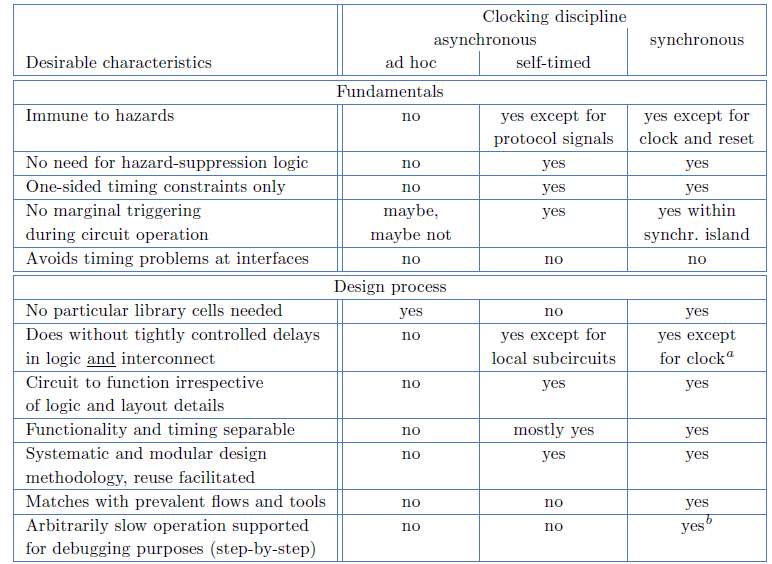 Clocking discipline
asynchronous synchronous
Desirable characteristics ad hoc self-timed
Fundamentals
Immune to hazards no yes except for yes except for
protocol signals clock and reset
No need for hazard-suppression logic no yes yes
One-sided timing constraints only no yes yes
No marginal triggering maybe, yes yes within
during circuit operation maybe not synchr. island
Avoids timing problems at interfaces no no no
Design process
No particular library cells needed yes no yes
Does without tightly controlled delays no yes except for yes except
in logic and interconnect local subcircuits for clock a
Circuit to function irrespective no yes yes
of logic and layout details
Functionality and timing separable no mostly yes yes
Systematic and modular design no yes yes
methodology, reuse facilitated
Matches with prevalent flows and tools no no yes
Arbitrarily slow operation supported no no yes b
for debugging purposes (step-by-step)